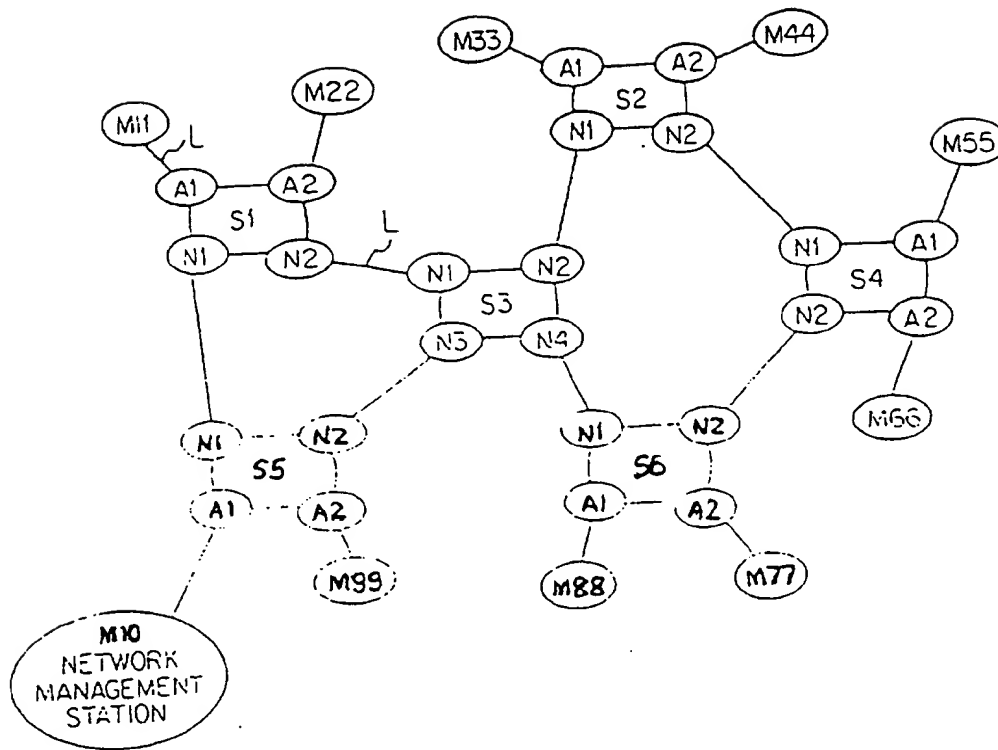 M33
M44
A1
A2
S2
N1
N2
M11
L
M22
A1
A2
S1
N1
N2
L
M55
N1
A1
S4
N2
A2
M66
N1
N2
S3
N3
N4
N1
N2
S5
A1
A2
M99
N1
N2
S6
A1
A2
M88
M77
M10
NETWORK
MANAGEMENT
STATION